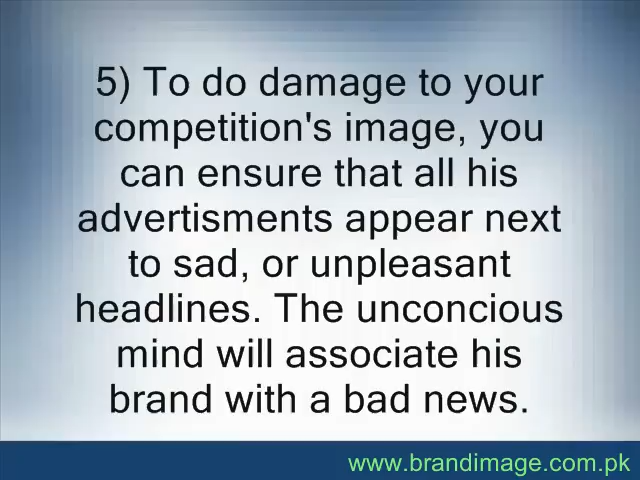 5) To do damage to your
competition's image, you
can ensure that all his
advertisments appear next
to sad, or unpleasant
headlines. The unconcious
mind will associate his
brand with a bad news.
www.brandimage.com.pk